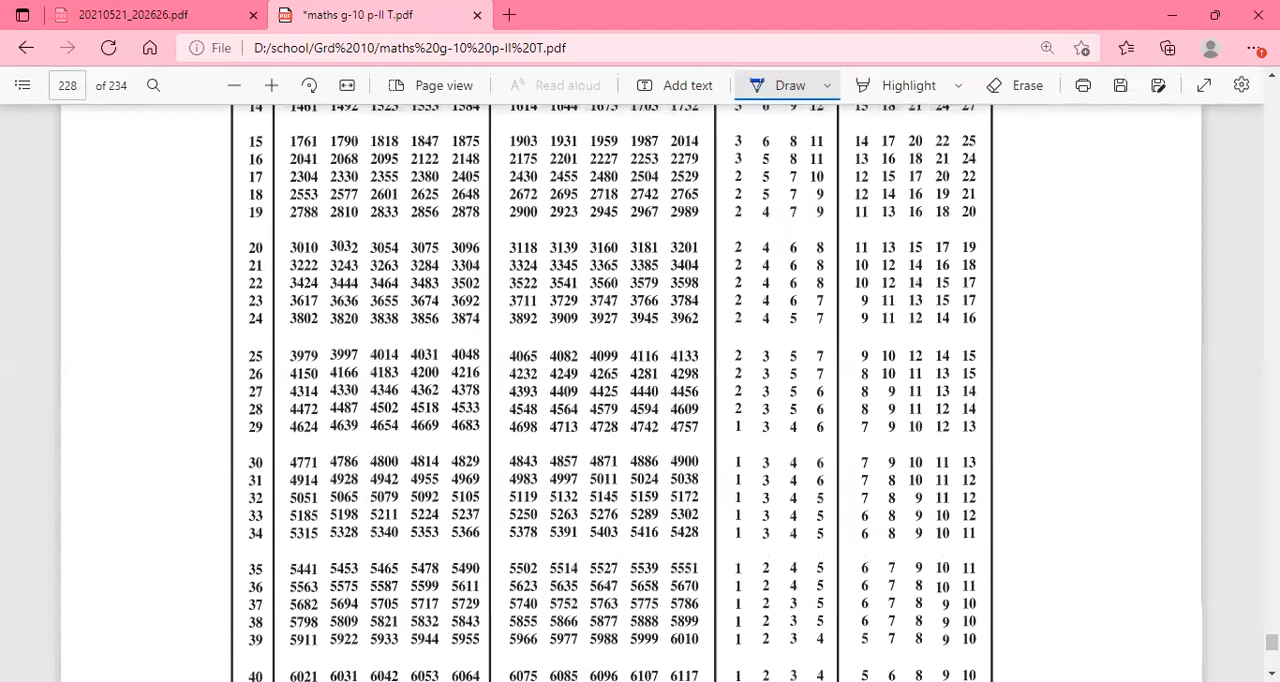 20210521_202626.pdf
*maths g-10 p-II T.pdf
File D:/school/Grd%2010/maths%20g-10%20p-II%20T.pdf
228 of 234 Page view Read aloud Add text Draw Highlight Erase
14 1461 1492 1523 1553 1584 1614 1644 1673 1703 1732 3 6 9 12 15 18 21 24 27
15 1761 1790 1818 1847 1875 1903 1931 1959 1987 2014 3 6 8 11 14 17 20 22 25
16 2041 2068 2095 2122 2148 2175 2201 2227 2253 2279 3 5 8 11 13 16 18 21 24
17 2304 2330 2355 2380 2405 2430 2455 2480 2504 2529 2 5 7 10 12 15 17 20 22
18 2553 2577 2601 2625 2648 2672 2695 2718 2742 2765 2 5 7 9 12 14 16 19 21
19 2788 2810 2833 2856 2878 2900 2923 2945 2967 2989 2 4 7 9 11 13 16 18 20
20 3010 3032 3054 3075 3096 3118 3139 3160 3181 3201 2 4 6 8 11 13 15 17 19
21 3222 3243 3263 3284 3304 3324 3345 3365 3385 3404 2 4 6 8 10 12 14 16 18
22 3424 3444 3464 3483 3502 3522 3541 3560 3579 3598 2 4 6 8 10 12 14 15 17
23 3617 3636 3655 3674 3692 3711 3729 3747 3766 3784 2 4 6 7 9 11 13 15 17
24 3802 3820 3838 3856 3874 3892 3909 3927 3945 3962 2 4 5 7 9 11 12 14 16
25 3979 3997 4014 4031 4048 4065 4082 4099 4116 4133 2 3 5 7 9 10 12 14 15
26 4150 4166 4183 4200 4216 4232 4249 4265 4281 4298 2 3 5 7 8 10 11 13 15
27 4314 4330 4346 4362 4378 4393 4409 4425 4440 4456 2 3 5 6 8 9 11 13 14
28 4472 4487 4502 4518 4533 4548 4564 4579 4594 4609 2 3 5 6 8 9 11 12 14
29 4624 4639 4654 4669 4683 4698 4713 4728 4742 4757 1 3 4 6 7 9 10 12 13
30 4771 4786 4800 4814 4829 4843 4857 4871 4886 4900 1 3 4 6 7 9 10 11 13
31 4914 4928 4942 4955 4969 4983 4997 5011 5024 5038 1 3 4 6 7 8 10 11 12
32 5051 5065 5079 5092 5105 5119 5132 5145 5159 5172 1 3 4 5 7 8 9 11 12
33 5185 5198 5211 5224 5237 5250 5263 5276 5289 5302 1 3 4 5 6 8 9 10 12
34 5315 5328 5340 5353 5366 5378 5391 5403 5416 5428 1 3 4 5 6 8 9 10 11
35 5441 5453 5465 5478 5490 5502 5514 5527 5539 5551 1 2 4 5 6 7 9 10 11
36 5563 5575 5587 5599 5611 5623 5635 5647 5658 5670 1 2 4 5 6 7 8 10 11
37 5682 5694 5705 5717 5729 5740 5752 5763 5775 5786 1 2 3 5 6 7 8 9 10
38 5798 5809 5821 5832 5843 5855 5866 5877 5888 5899 1 2 3 5 6 7 8 9 10
39 5911 5922 5933 5944 5955 5966 5977 5988 5999 6010 1 2 3 4 5 7 8 9 10
40 6021 6031 6042 6053 6064 6075 6085 6096 6107 6117 1 2 3 4 5 6 8 9 10